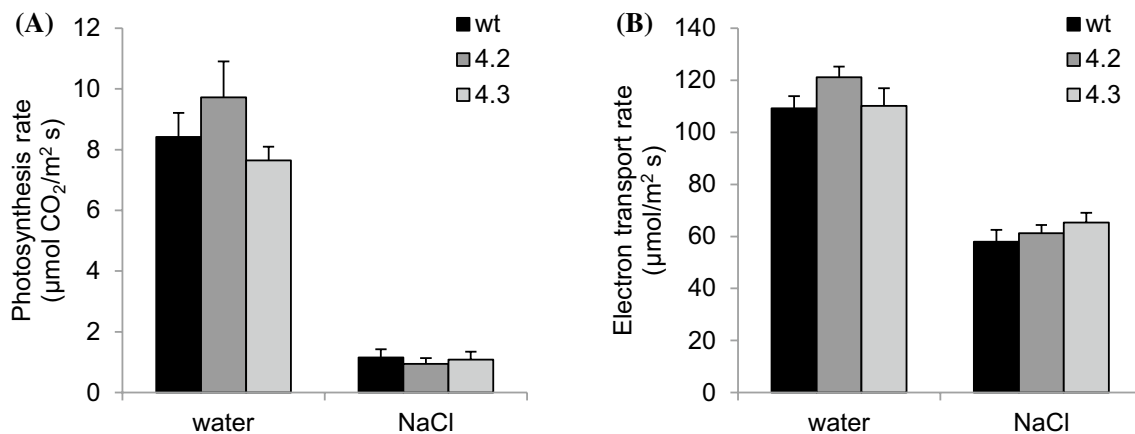 (A)
Photosynthesis rate
(µmol CO₂/m² s)
12
10
8
6
4
2
0
wt
4.2
4.3
water NaCl
(B)
Electron transport rate
(µmol/m² s)
140
120
100
80
60
40
20
0
wt
4.2
4.3
water NaCl